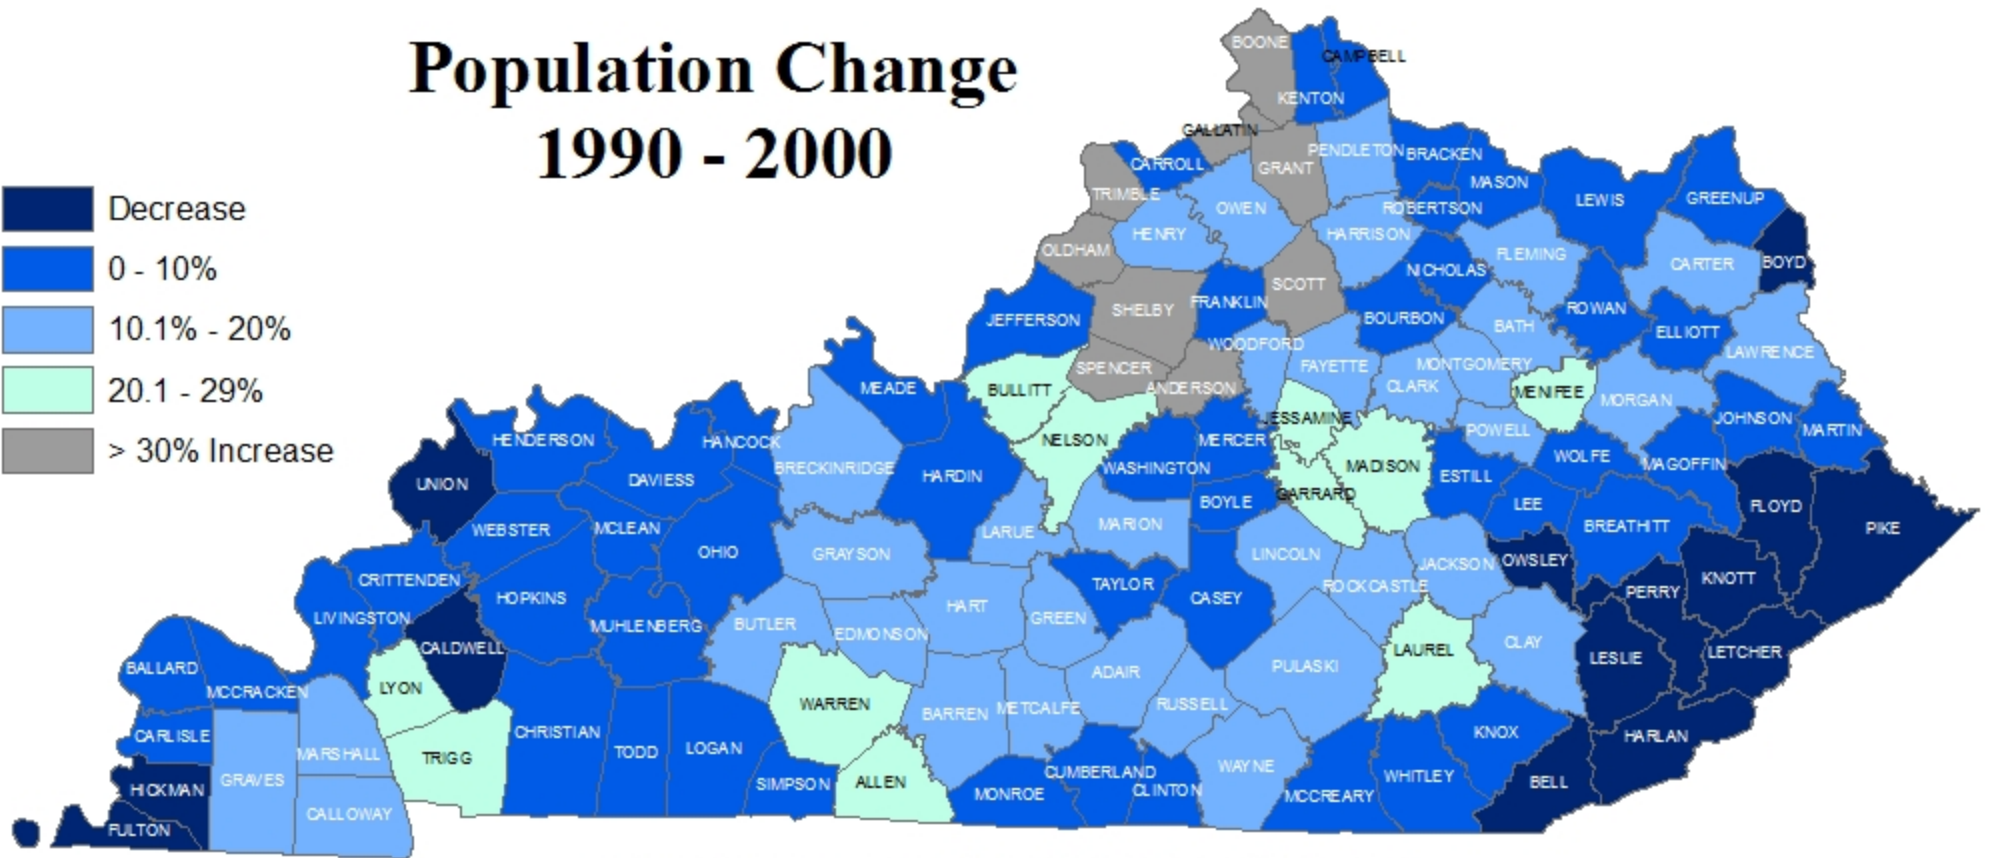 Population Change
1990 - 2000
Decrease
0 - 10%
10.1% - 20%
20.1 - 29%
> 30% Increase
BOONE
CAMPBELL
KENTON
GALLATIN
CARROLL
GRANT
PENDLETON
BRACKEN
MASON
TRIMBLE
OWEN
ROBERTSON
LEWIS
GREENUP
HENRY
HARRISON
OLDHAM
FLEMING
CARTER
BOYD
NICHOLAS
SCOTT
SHELBY
FRANKLIN
JEFFERSON
BOURBON
ROWAN
BATH
ELLIOTT
WOODFORD
LAWRENCE
SPENCER
FAYETTE
MONTGOMERY
BULLITT
ANDERSON
CLARK
MENIFEE
MORGAN
MEADE
JESSAMINE
JOHNSON
MARTIN
HENDERSON
HANCOCK
NELSON
MERCER
POWELL
BRECKINRIDGE
WASHINGTON
MADISON
WOLFE
MAGOFFIN
UNION
DAVIESS
HARDIN
GARRARD
ESTILL
BOYLE
LEE
FLOYD
WEBSTER
MCLEAN
LARUE
MARION
BREATHITT
PIKE
OHIO
GRAYSON
LINCOLN
JACKSON
OWSLEY
CRITTENDEN
TAYLOR
ROCKCASTLE
KNOTT
PERRY
HOPKINS
CASEY
HART
LIVINGSTON
MUHLENBERG
BUTLER
EDMONSON
GREEN
CALDWELL
LAUREL
CLAY
LESLIE
LETCHER
BALLARD
MCCRACKEN
LYON
ADAIR
PULASKI
WARREN
BARREN
METCALFE
RUSSELL
CARLISLE
CHRISTIAN
KNOX
HARLAN
MARSHALL
TRIGG
TODD
LOGAN
GRAVES
SIMPSON
ALLEN
CUMBERLAND
WAYNE
WHITLEY
BELL
HICKMAN
MONROE
CLINTON
MCCREARY
CALLOWAY
FULTON